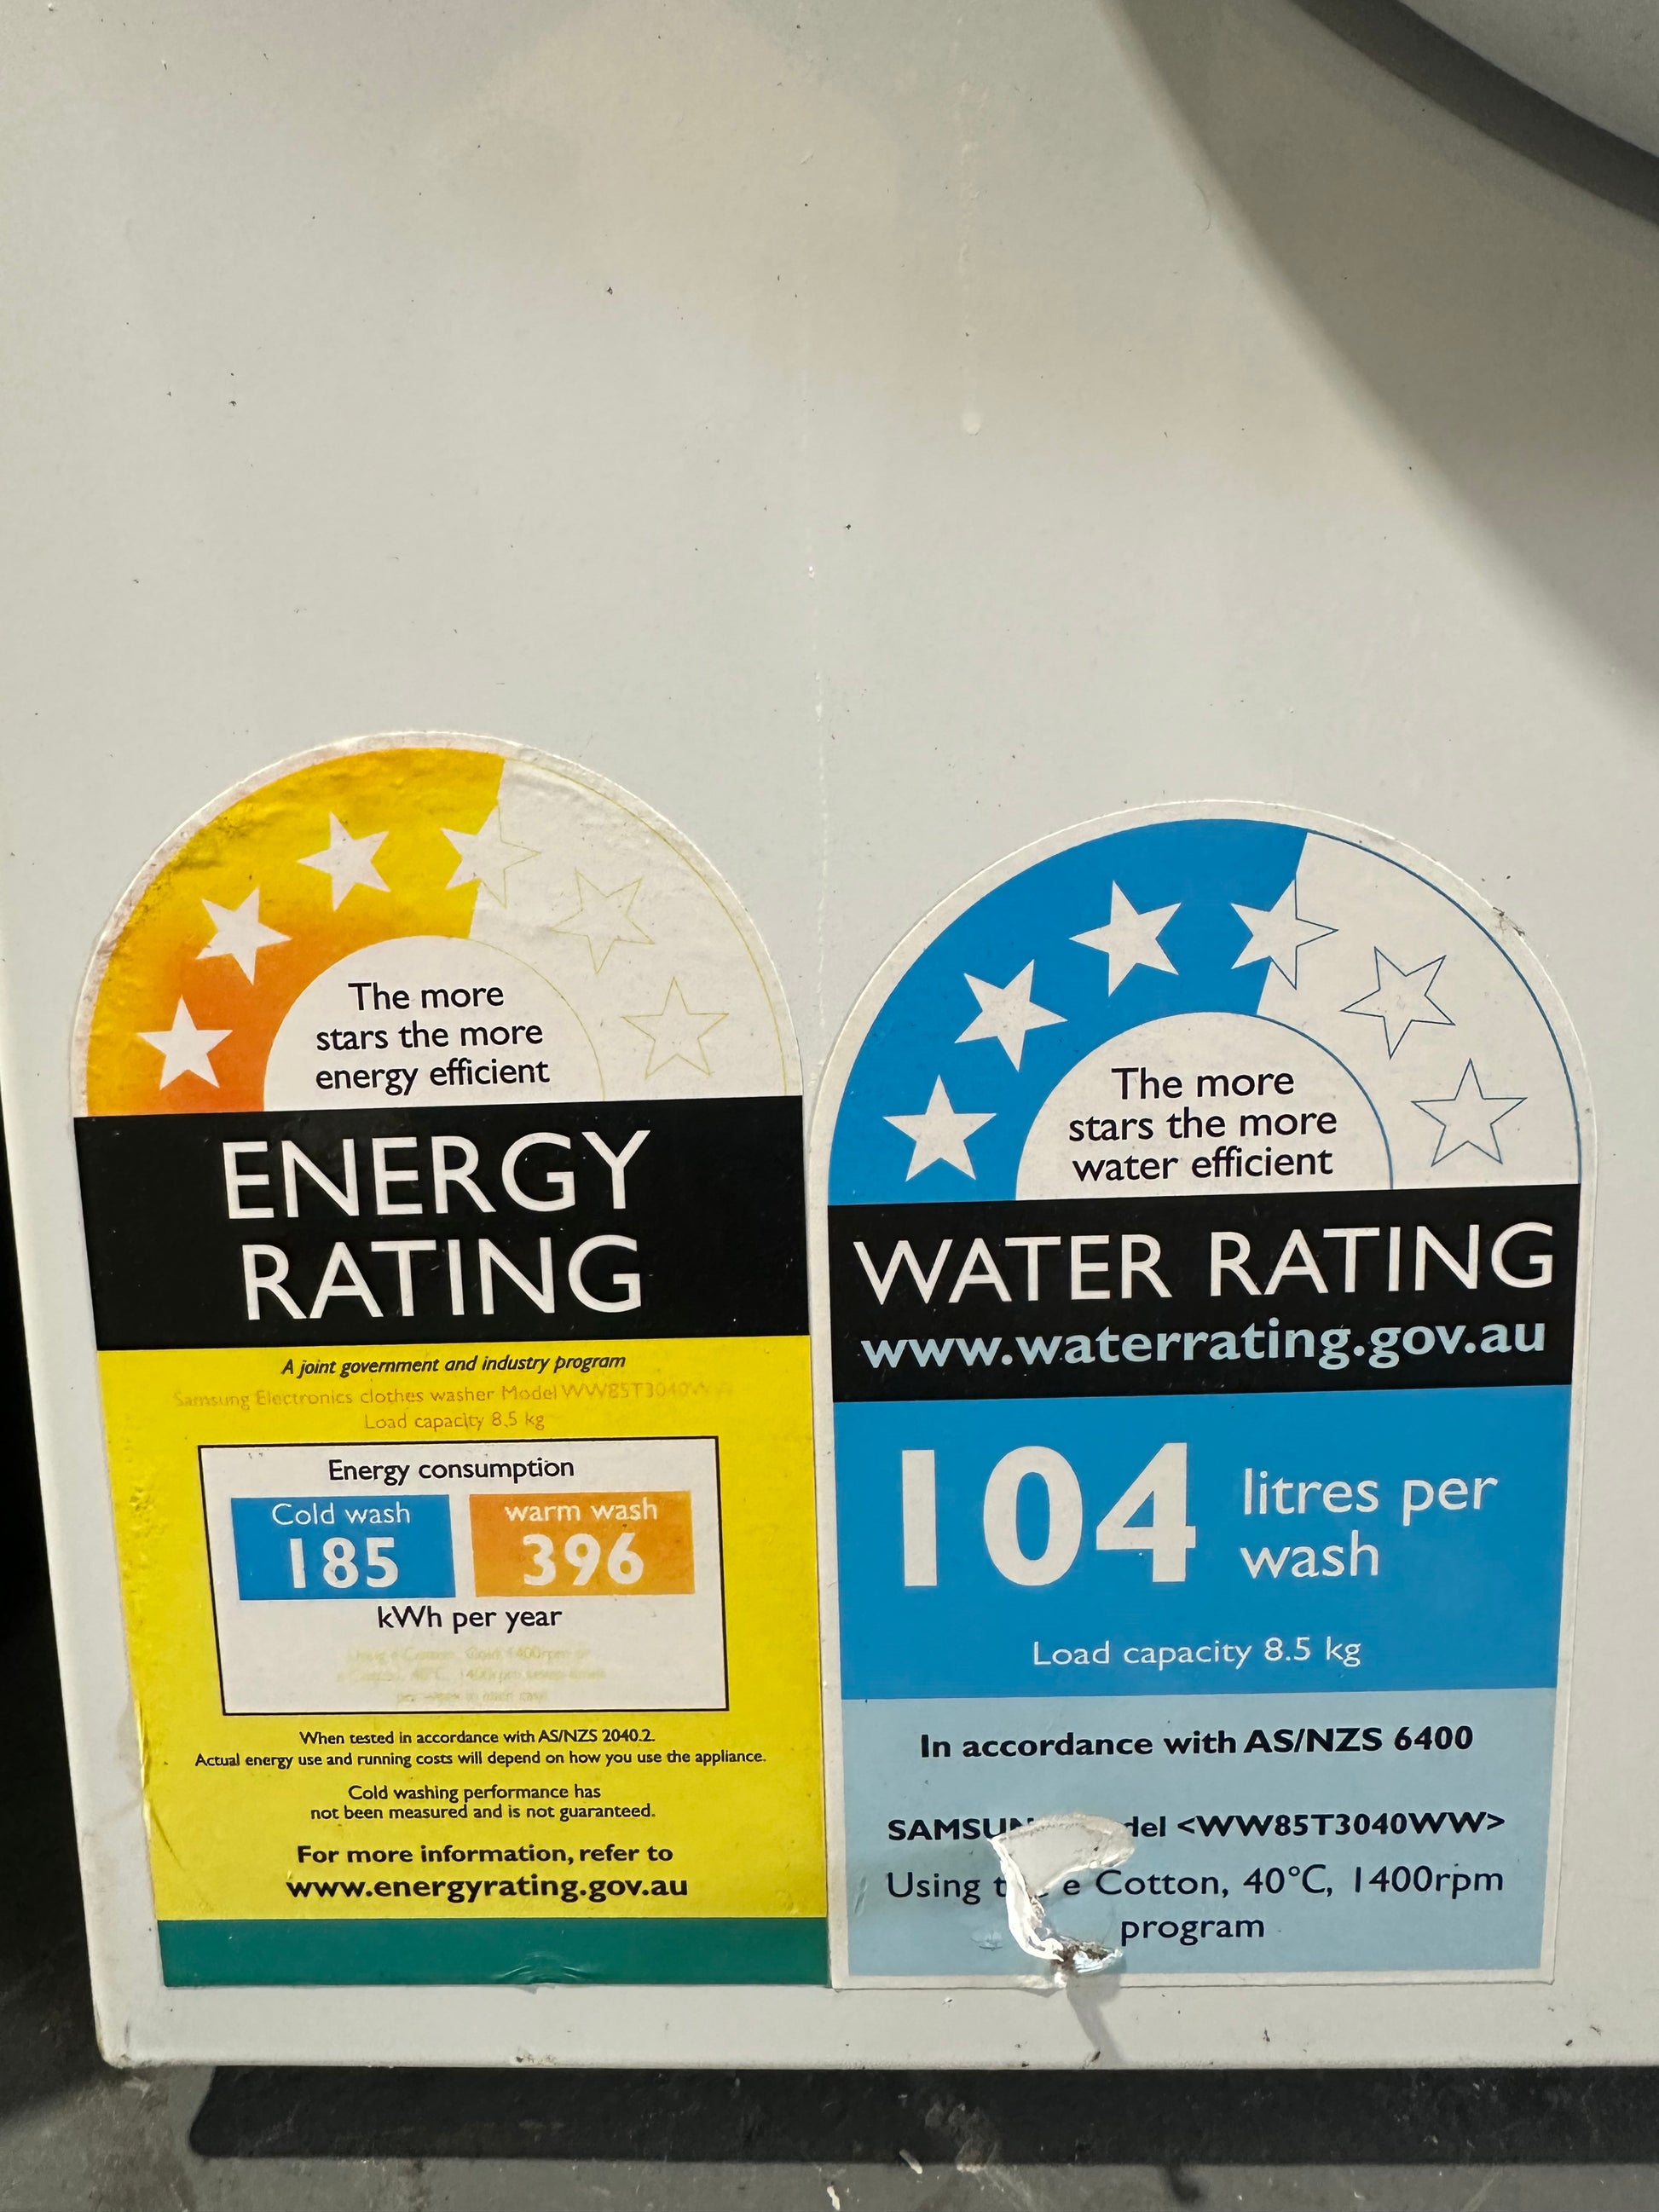 The more
stars the more
energy efficient
ENERGY
RATING
A joint government and industry program
Samsung Electronics clothes washer Model WW85T3040WW
Load capacity 8.5 kg
Energy consumption
Cold wash
185
warm wash
396
kWh per year
When tested in accordance with AS/NZS 2040.2.
Actual energy use and running costs will depend on how you use the appliance.
Cold washing performance has
not been measured and is not guaranteed.
For more information, refer to
www.energyrating.gov.au
The more
stars the more
water efficient
WATER RATING
www.waterrating.gov.au
104
litres per
wash
Load capacity 8.5 kg
In accordance with AS/NZS 6400
<WW85T3040WW>
Using Cotton, 40°C, 1400rpm
program